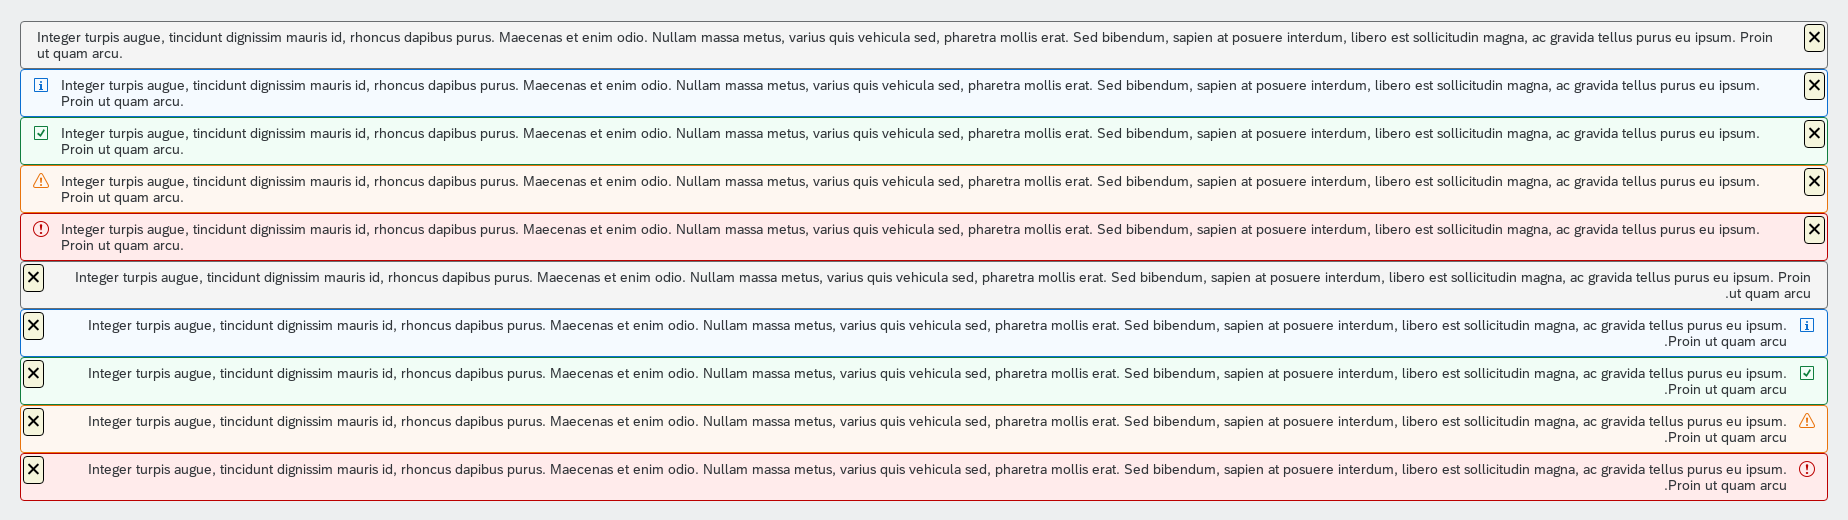 Integer turpis augue, tincidunt dignissim mauris id, rhoncus dapibus purus. Maecenas et enim odio. Nullam massa metus, varius quis vehicula sed, pharetra mollis erat. Sed bibendum, sapien at posuere interdum, libero est sollicitudin magna, ac gravida tellus purus eu ipsum. Proin
ut quam arcu.
Integer turpis augue, tincidunt dignissim mauris id, rhoncus dapibus purus. Maecenas et enim odio. Nullam massa metus, varius quis vehicula sed, pharetra mollis erat. Sed bibendum, sapien at posuere interdum, libero est sollicitudin magna, ac gravida tellus purus eu ipsum.
Proin ut quam arcu.
Integer turpis augue, tincidunt dignissim mauris id, rhoncus dapibus purus. Maecenas et enim odio. Nullam massa metus, varius quis vehicula sed, pharetra mollis erat. Sed bibendum, sapien at posuere interdum, libero est sollicitudin magna, ac gravida tellus purus eu ipsum.
Proin ut quam arcu.
Integer turpis augue, tincidunt dignissim mauris id, rhoncus dapibus purus. Maecenas et enim odio. Nullam massa metus, varius quis vehicula sed, pharetra mollis erat. Sed bibendum, sapien at posuere interdum, libero est sollicitudin magna, ac gravida tellus purus eu ipsum.
Proin ut quam arcu.
Integer turpis augue, tincidunt dignissim mauris id, rhoncus dapibus purus. Maecenas et enim odio. Nullam massa metus, varius quis vehicula sed, pharetra mollis erat. Sed bibendum, sapien at posuere interdum, libero est sollicitudin magna, ac gravida tellus purus eu ipsum.
Proin ut quam arcu.
Integer turpis augue, tincidunt dignissim mauris id, rhoncus dapibus purus. Maecenas et enim odio. Nullam massa metus, varius quis vehicula sed, pharetra mollis erat. Sed bibendum, sapien at posuere interdum, libero est sollicitudin magna, ac gravida tellus purus eu ipsum. Proin
.ut quam arcu
Integer turpis augue, tincidunt dignissim mauris id, rhoncus dapibus purus. Maecenas et enim odio. Nullam massa metus, varius quis vehicula sed, pharetra mollis erat. Sed bibendum, sapien at posuere interdum, libero est sollicitudin magna, ac gravida tellus purus eu ipsum.
.Proin ut quam arcu
Integer turpis augue, tincidunt dignissim mauris id, rhoncus dapibus purus. Maecenas et enim odio. Nullam massa metus, varius quis vehicula sed, pharetra mollis erat. Sed bibendum, sapien at posuere interdum, libero est sollicitudin magna, ac gravida tellus purus eu ipsum.
.Proin ut quam arcu
Integer turpis augue, tincidunt dignissim mauris id, rhoncus dapibus purus. Maecenas et enim odio. Nullam massa metus, varius quis vehicula sed, pharetra mollis erat. Sed bibendum, sapien at posuere interdum, libero est sollicitudin magna, ac gravida tellus purus eu ipsum.
.Proin ut quam arcu
Integer turpis augue, tincidunt dignissim mauris id, rhoncus dapibus purus. Maecenas et enim odio. Nullam massa metus, varius quis vehicula sed, pharetra mollis erat. Sed bibendum, sapien at posuere interdum, libero est sollicitudin magna, ac gravida tellus purus eu ipsum.
.Proin ut quam arcu